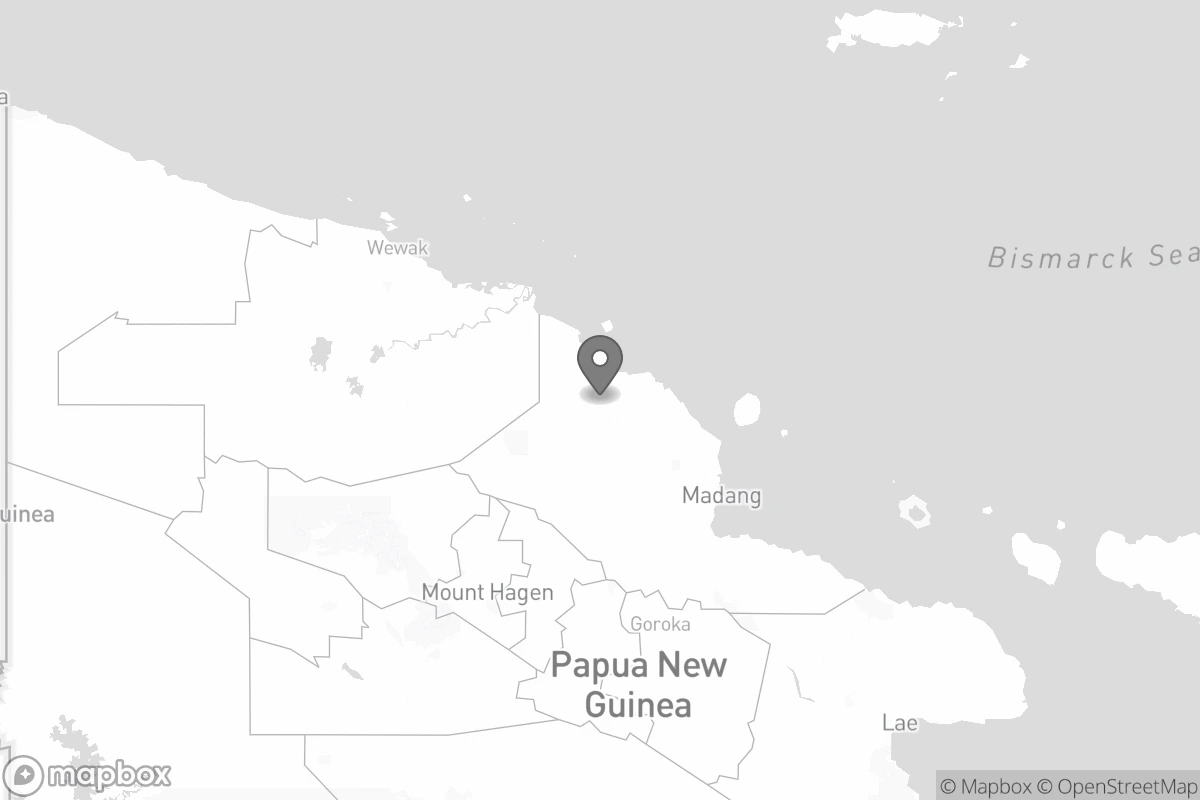 a
Wewak
Bismarck Sea
Madang
uinea
Mount Hagen
Goroka
Papua New
Guinea
Lae
mapbox
© Mapbox © OpenStreetMap